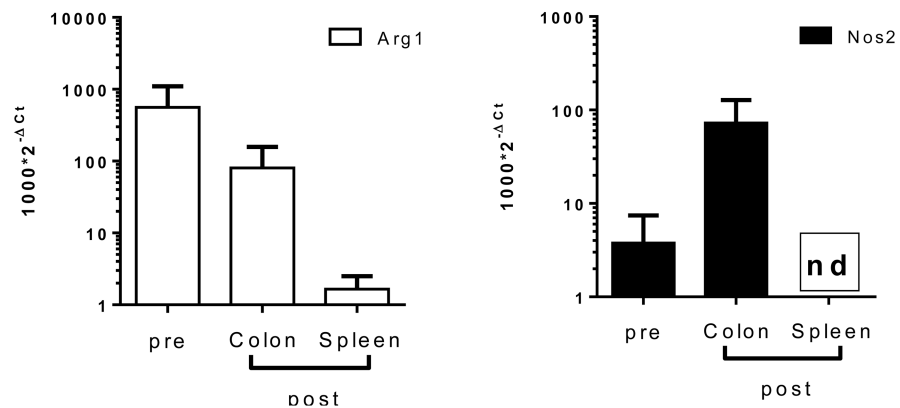 Arg1
1000*2^-ΔCt
10000
1000
100
10
1
pre
Colon
Spleen
post
Nos2
1000*2^-ΔCt
1000
100
10
1
nd
pre
Colon
Spleen
post